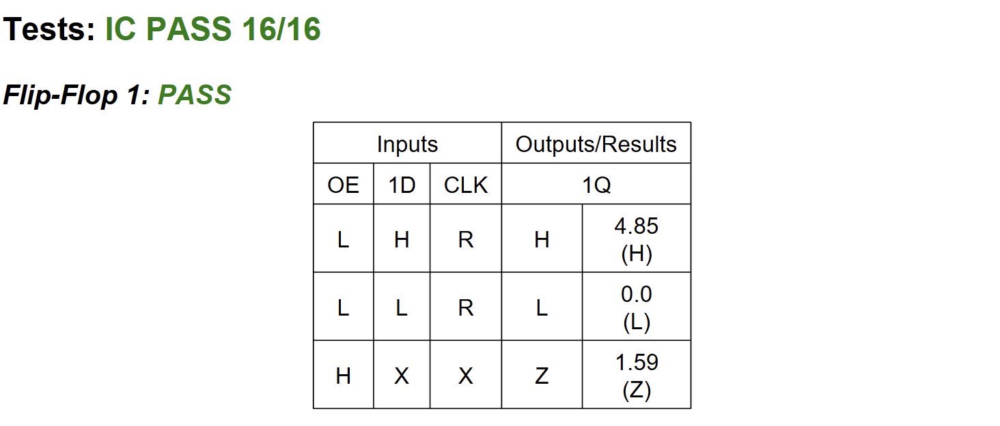 Tests: IC PASS 16/16
Flip-Flop 1: PASS
Inputs Outputs/Results
OE 1D CLK 1Q
L H R H 4.85
(H)
L L R L 0.0
(L)
H X X Z 1.59
(Z)